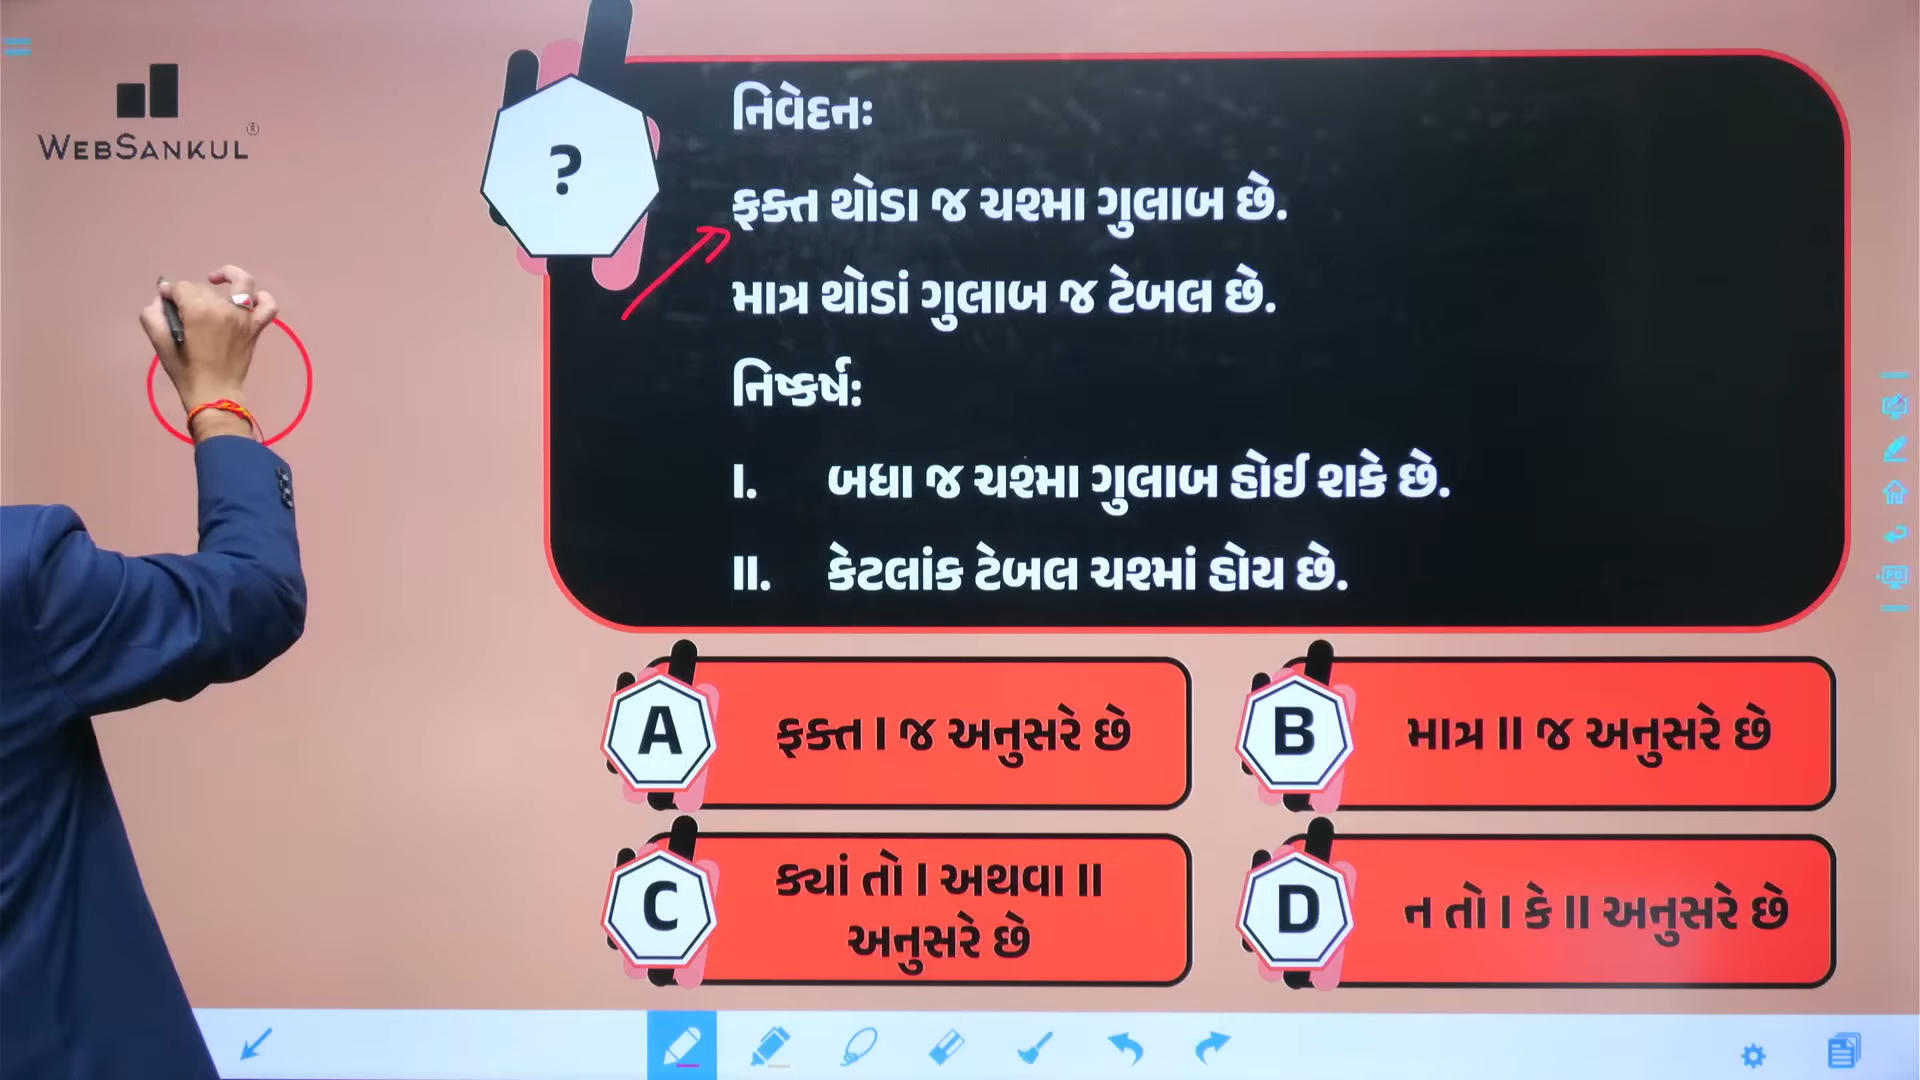 WEBSANKUL®
?
નિવેદનઃ
ફક્ત થોડા જ ચશ્મા ગુલાબ છે.
માત્ર થોડાં ગુલાબ જ ટેબલ છે.
નિષ્કર્ષઃ
I. બધા જ ચશ્મા ગુલાબ હોઈ શકે છે.
II. કેટલાંક ટેબલ ચશ્માં હોય છે.
A ફક્ત I જ અનુસરે છે
B માત્ર II જ અનુસરે છે
C ક્યાં તો I અથવા II
અનુસરે છે
D ન તો I કે II અનુસરે છે